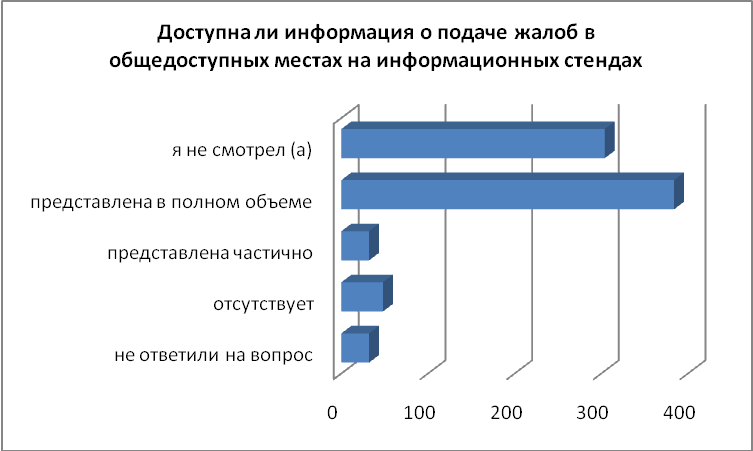 Доступна ли информация о подаче жалоб в
общедоступных местах на информационных стендах
я не смотрел (а)
представлена в полном объеме
представлена частично
отсутствует
не ответили на вопрос
0 100 200 300 400